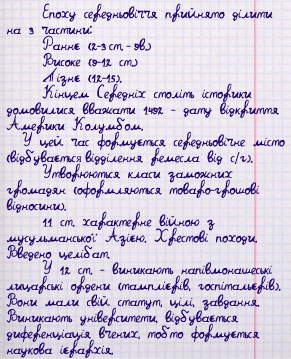 Епоху середньовіччя прийнято ділити
на 3 частини:
Раннє (2-3 ст. - 9в.)
Високе (9-12 ст.)
Пізнє (12-15).
Кінцем Середніх століть історики
домовилися вважати 1492 - дату відкриття
Америки Колумбом.
У цей час формується середньовічне місто
(відбувається відділення ремесла від с/г).
Утворюються класи заможних
громадян (оформляються товаро-грошові
відносини).
11 ст. характерне війною з
мусульманської Азією. Хрестові походи.
Введено целібат.
У 12 ст. - виникають напівмонашеські
лицарські ордени (тамплієрів, госпітальєрів).
Вони мали свій статут, цілі, завдання.
Виникають університети, відбувається
диференціація вчених, тобто формується
наукова ієрархія.